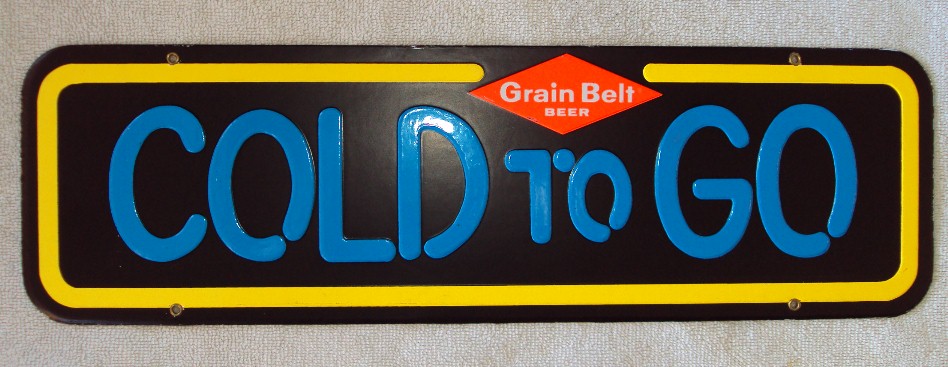 Grain Belt
BEER
COLD TO GO